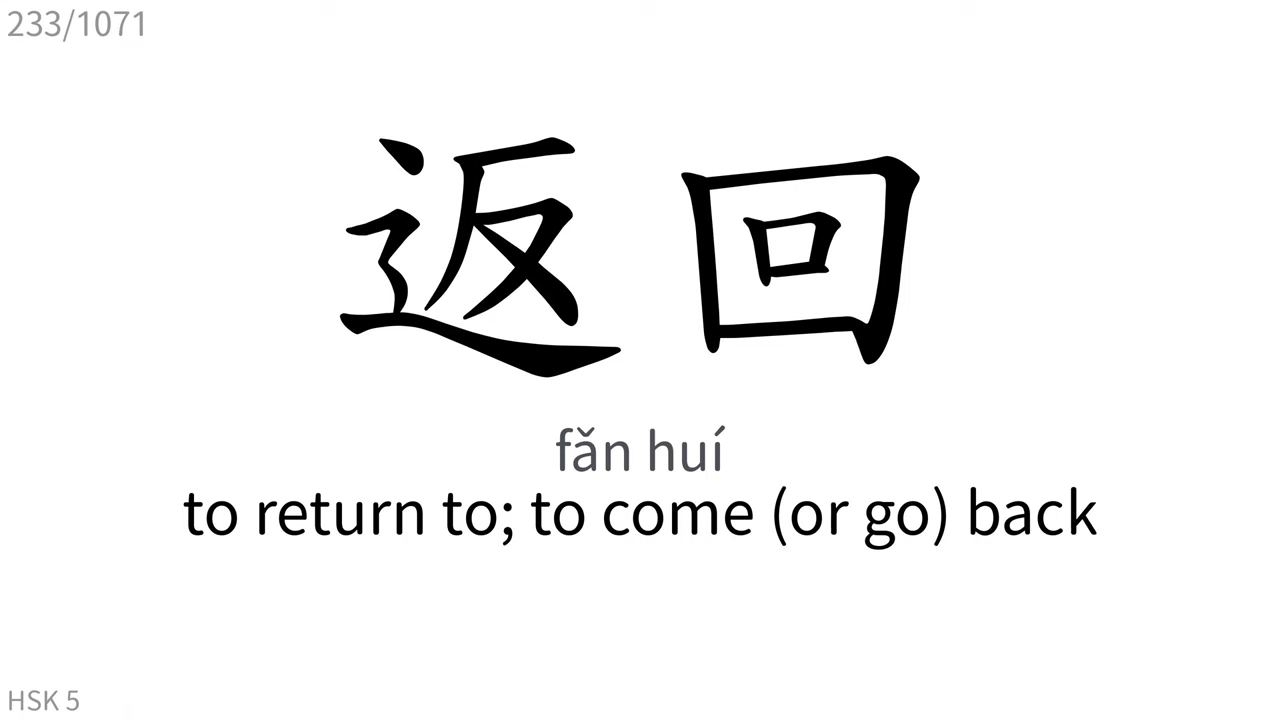 233/1071
返回
fǎn huí
to return to; to come (or go) back
HSK 5